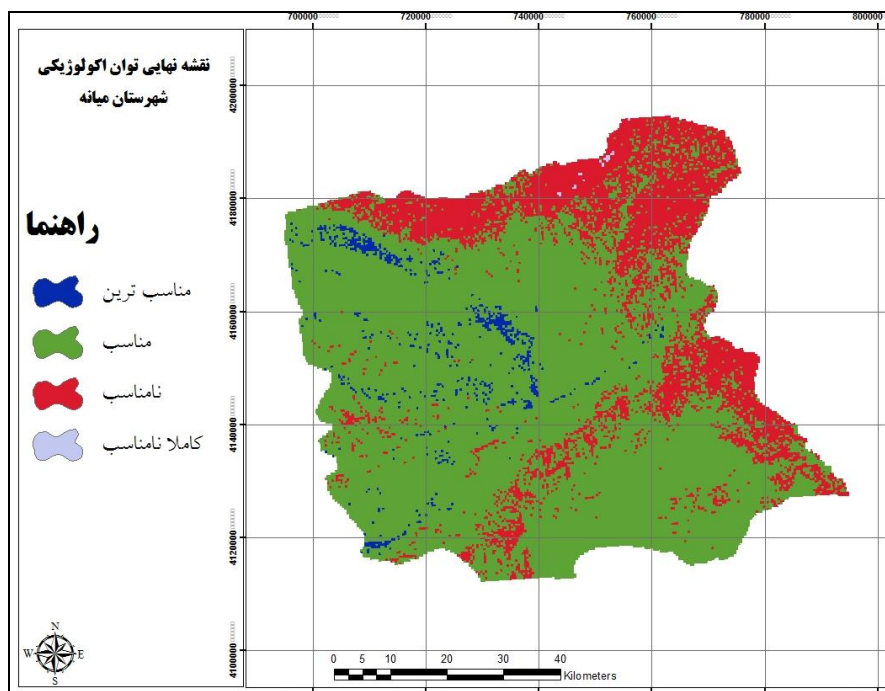 نقشه نهایی توان اکولوژیکی
شهرستان میانه
راهنما
مناسب ترین
مناسب
نامناسب
کاملا نامناسب
N
W E
S
700000 720000 740000 760000 780000 800000
4200000
4180000
4160000
4140000
4120000
4100000
0 5 10 20 30 40
Kilometers